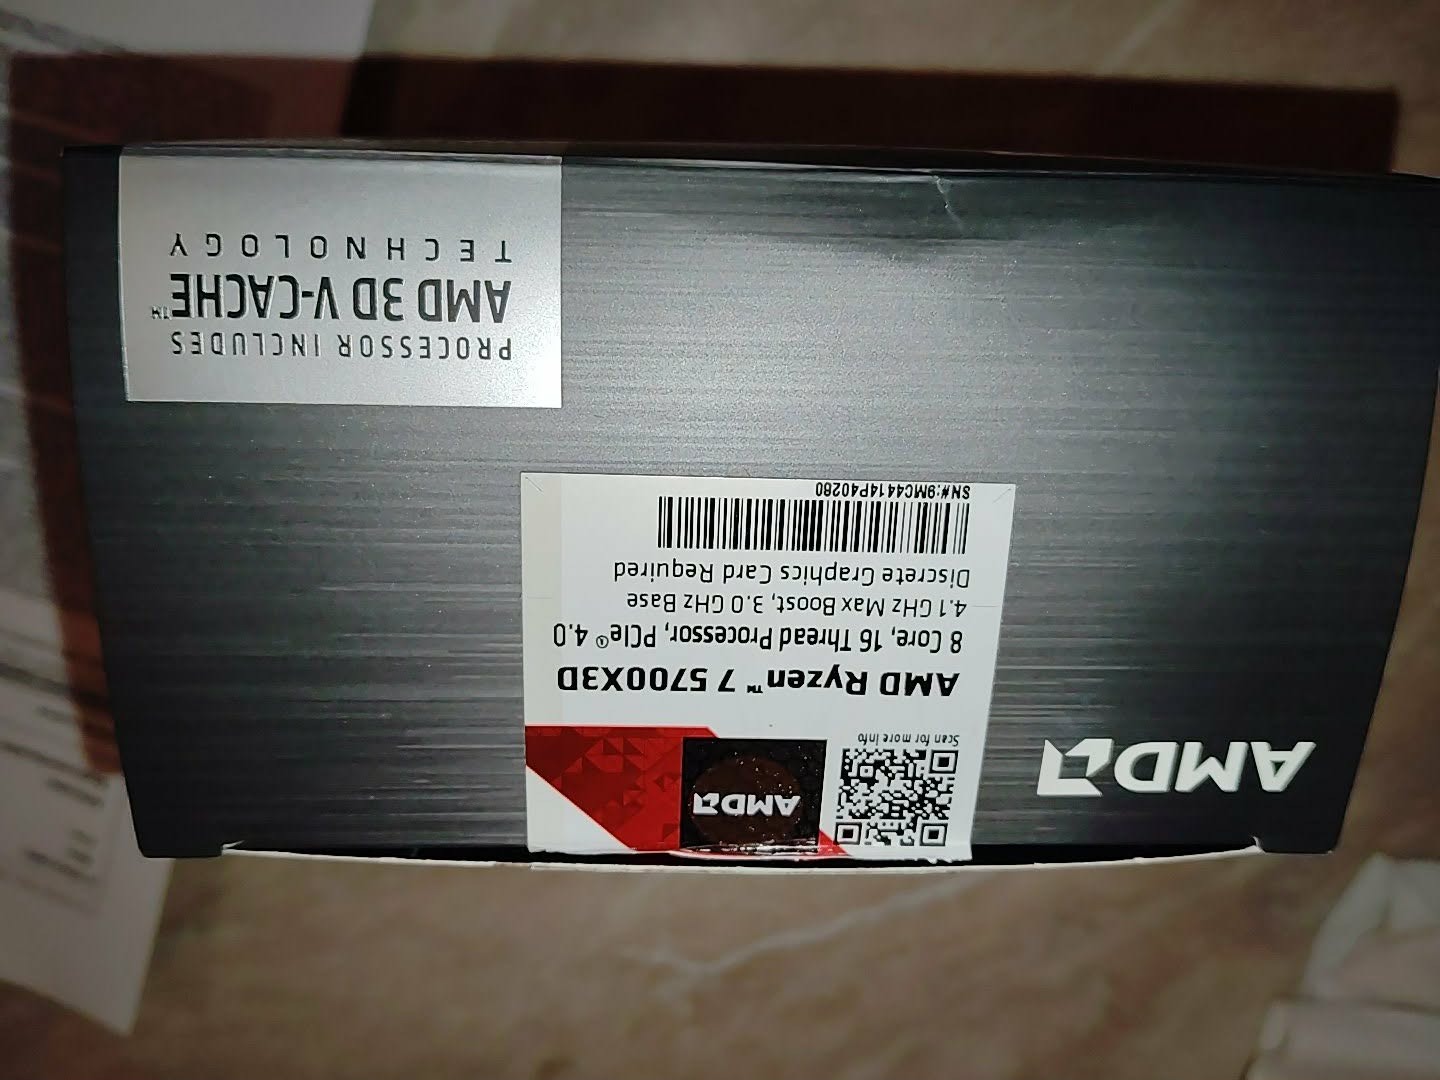 AMD
Scan for more info
AMD
AMD Ryzen™ 7 5700X3D
8 Core, 16 Thread Processor, PCIe® 4.0
4.1 GHz Max Boost, 3.0 GHz Base
Discrete Graphics Card Required
SN#:9MC4414P40280
PROCESSOR INCLUDES
AMD 3D V-CACHE™
TECHNOLOGY